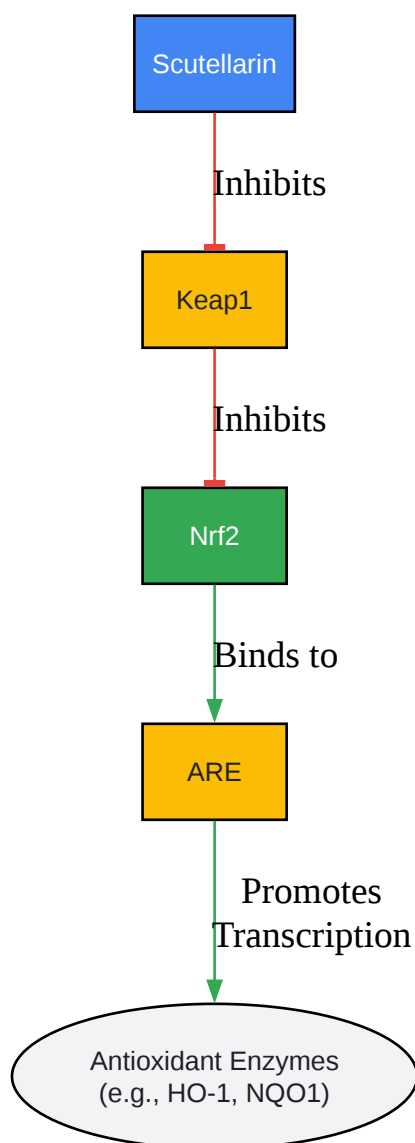 Scutellarin
Inhibits
Keap1
Inhibits
Nrf2
Binds to
ARE
Promotes
Transcription
Antioxidant Enzymes
(e.g., HO-1, NQO1)